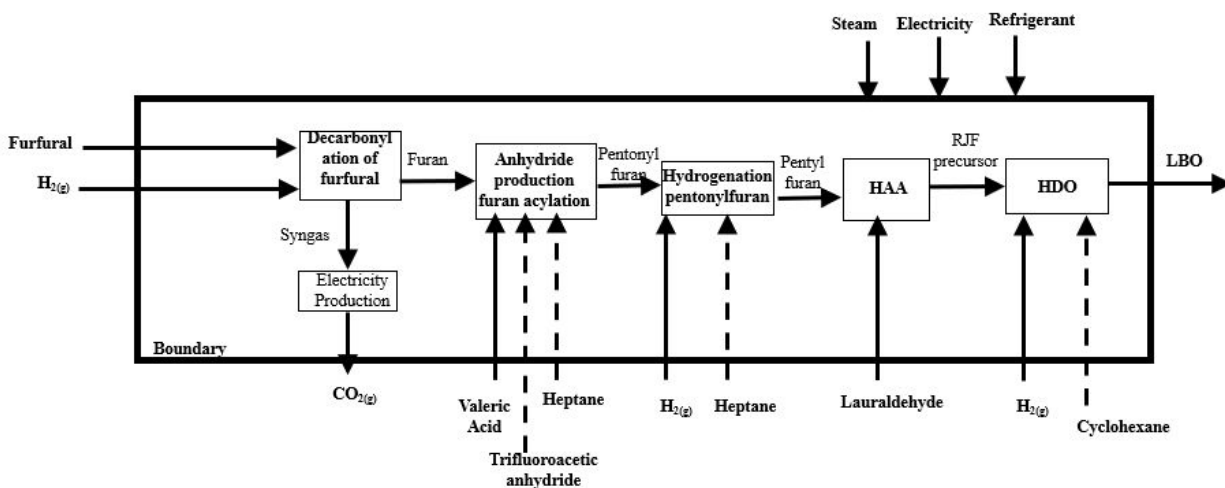 Steam
Electricity
Refrigerant
Furfural
H2(g)
Decarbonyl
ation of
furfural
Furan
Anhydride
production
furan acylation
Pentonyl
furan
Hydrogenation
pentonylfuran
Pentyl
furan
HAA
RJF
precursor
HDO
LBO
Syngas
Electricity
Production
Boundary
CO2(g)
Valeric
Acid
Heptane
Trifluoroacetic
anhydride
H2(g)
Heptane
Lauraldehyde
H2(g)
Cyclohexane